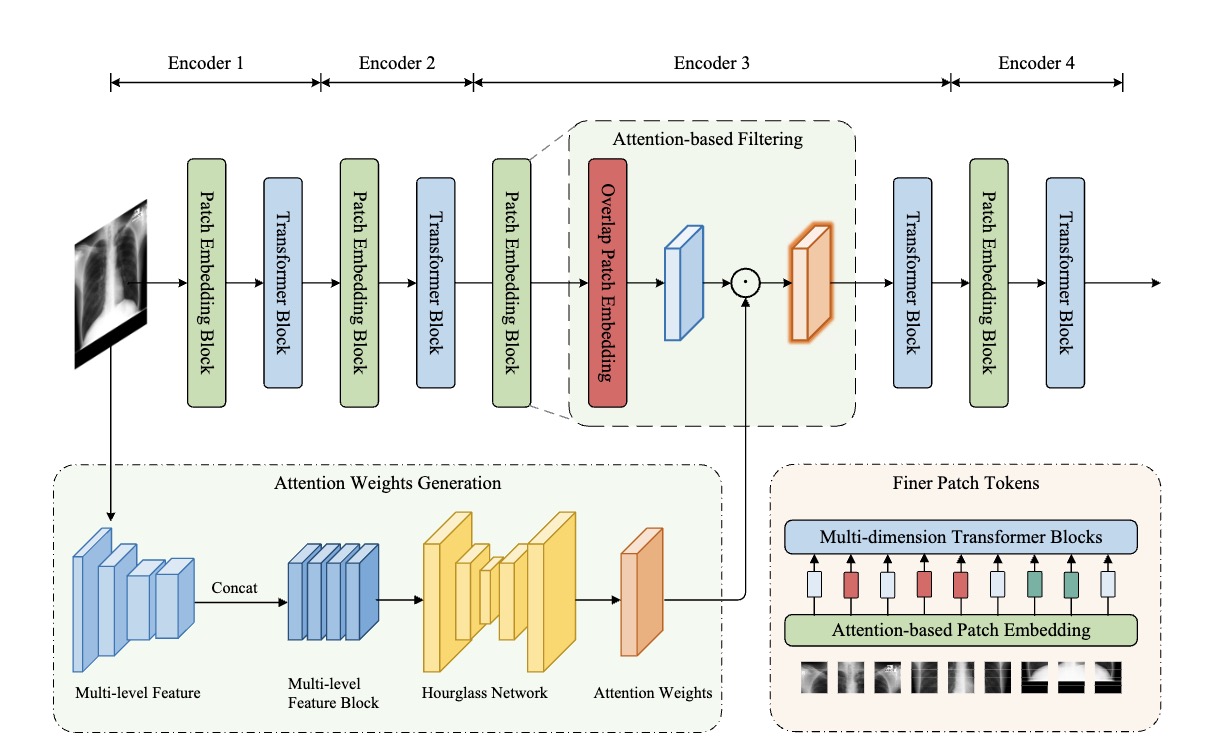 Encoder 1
Encoder 2
Encoder 3
Encoder 4
Attention-based Filtering
Patch Embedding Block
Transformer Block
Patch Embedding Block
Transformer Block
Patch Embedding Block
Overlap Patch Embedding
Transformer Block
Patch Embedding Block
Transformer Block
Attention Weights Generation
Concat
Multi-level Feature
Multi-level
Feature Block
Hourglass Network
Attention Weights
Finer Patch Tokens
Multi-dimension Transformer Blocks
Attention-based Patch Embedding